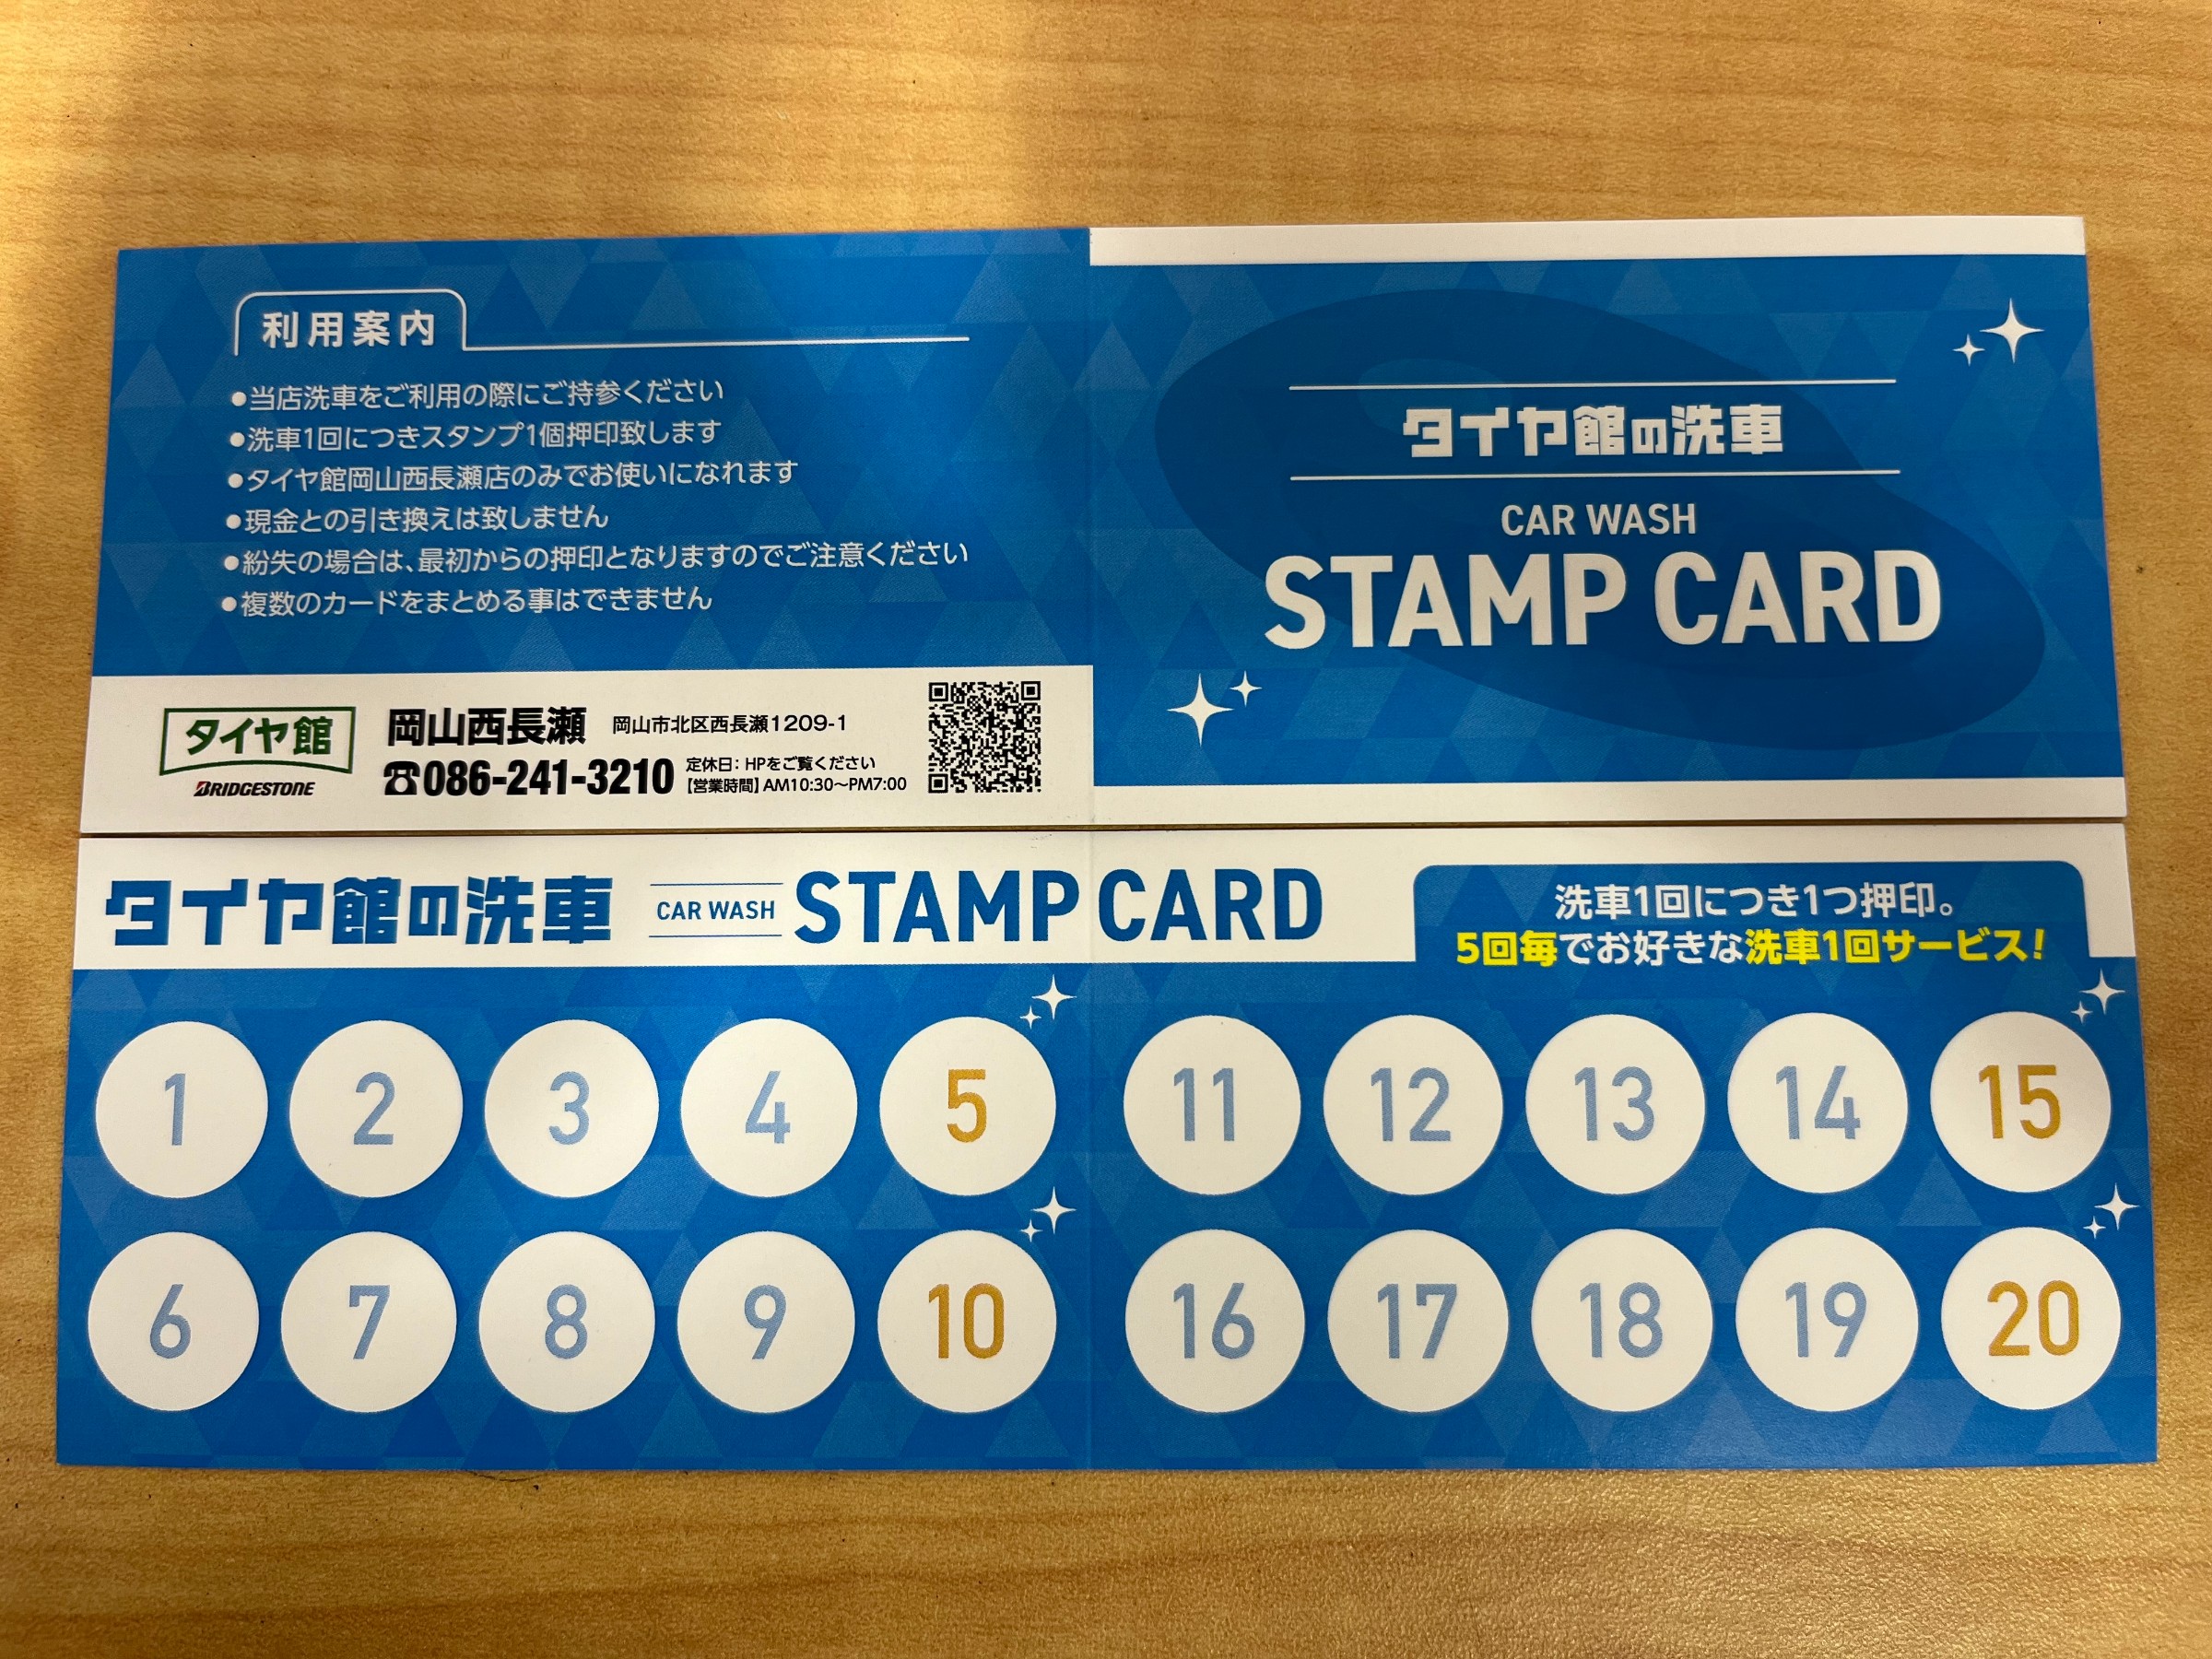 利用案内
●当店洗車をご利用の際にご持参ください
●洗車1回につきスタンプ1個押印致します
●タイヤ館岡山西長瀬店のみでお使いになれます
●現金との引き換えは致しません
●紛失の場合は、最初からの押印となりますのでご注意ください
●複数のカードをまとめる事はできません
タイヤ館
BRIDGESTONE
岡山西長瀬 岡山市北区西長瀬1209-1
☎086-241-3210
定休日：HPをご覧ください
【営業時間】AM10:30〜PM7:00
タイヤ館の洗車
CAR WASH
STAMP CARD
タイヤ館の洗車 CAR WASH STAMP CARD
洗車1回につき1つ押印。
5回毎でお好きな洗車1回サービス！
1 2 3 4 5 11 12 13 14 15
6 7 8 9 10 16 17 18 19 20